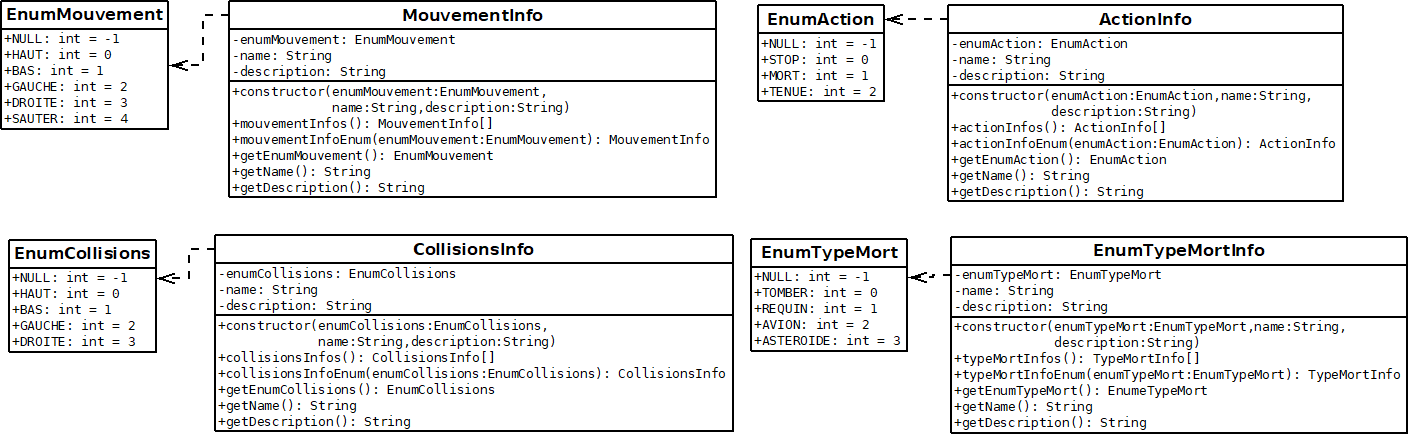 EnumMouvement
+NULL: int = -1
+HAUT: int = 0
+BAS: int = 1
+GAUCHE: int = 2
+DROITE: int = 3
+SAUTER: int = 4
MouvementInfo
-enumMouvement: EnumMouvement
-name: String
-description: String
+constructor(enumMouvement:EnumMouvement,
name:String,description:String)
+mouvementInfos(): MouvementInfo[]
+mouvementInfoEnum(enumMouvement:EnumMouvement): MouvementInfo
+getEnumMouvement(): EnumMouvement
+getName(): String
+getDescription(): String
EnumAction
+NULL: int = -1
+STOP: int = 0
+MORT: int = 1
+TENUE: int = 2
ActionInfo
-enumAction: EnumAction
-name: String
-description: String
+constructor(enumAction:EnumAction,name:String,
description:String)
+actionInfos(): ActionInfo[]
+actionInfoEnum(enumAction:EnumAction): ActionInfo
+getEnumAction(): EnumAction
+getName(): String
+getDescription(): String
EnumCollisions
+NULL: int = -1
+HAUT: int = 0
+BAS: int = 1
+GAUCHE: int = 2
+DROITE: int = 3
CollisionsInfo
-enumCollisions: EnumCollisions
-name: String
-description: String
+constructor(enumCollisions:EnumCollisions,
name:String,description:String)
+collisionsInfos(): CollisionsInfo[]
+collisionsInfoEnum(enumCollisions:EnumCollisions): CollisionsInfo
+getEnumCollisions(): EnumCollisions
+getName(): String
+getDescription(): String
EnumTypeMort
+NULL: int = -1
+TOMBER: int = 0
+REQUIN: int = 1
+AVION: int = 2
+ASTEROIDE: int = 3
EnumTypeMortInfo
-enumTypeMort: EnumTypeMort
-name: String
-description: String
+constructor(enumTypeMort:EnumTypeMort,name:String,
description:String)
+typeMortInfos(): TypeMortInfo[]
+typeMortInfoEnum(enumTypeMort:EnumTypeMort): TypeMortInfo
+getEnumTypeMort(): EnumeTypeMort
+getName(): String
+getDescription(): String